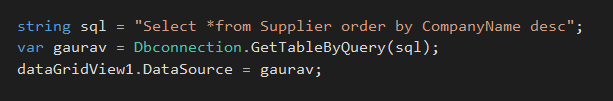 string sql = "Select *from Supplier order by CompanyName desc";
var gaurav = Dbconnection.GetTableByQuery(sql);
dataGridView1.DataSource = gaurav;